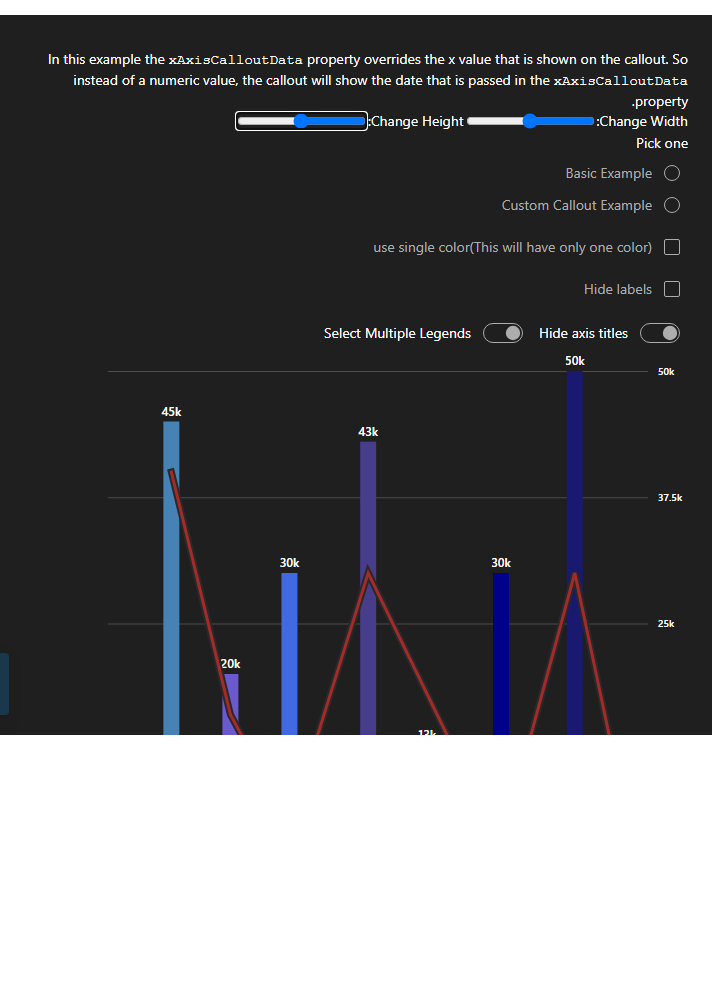 In this example the xAxisCalloutData property overrides the x value that is shown on the callout. So
instead of a numeric value, the callout will show the date that is passed in the xAxisCalloutData
.property
:Change Width :Change Height
Pick one
Basic Example
Custom Callout Example
use single color(This will have only one color)
Hide labels
Hide axis titles Select Multiple Legends
50k
50k
45k
43k
37.5k
30k
30k
25k
20k
13k